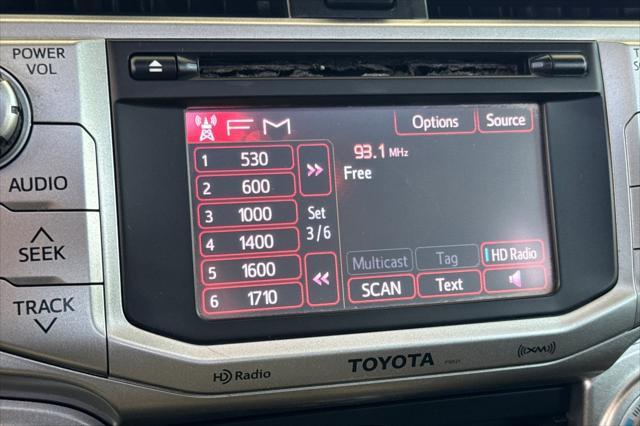 POWER
VOL
AUDIO
SEEK
TRACK
FM
Options
Source
1 530
2 600
3 1000
4 1400
5 1600
6 1710
Set
3/6
93.1 MHz
Free
Multicast
Tag
HD Radio
SCAN
Text
HD Radio
TOYOTA
XM